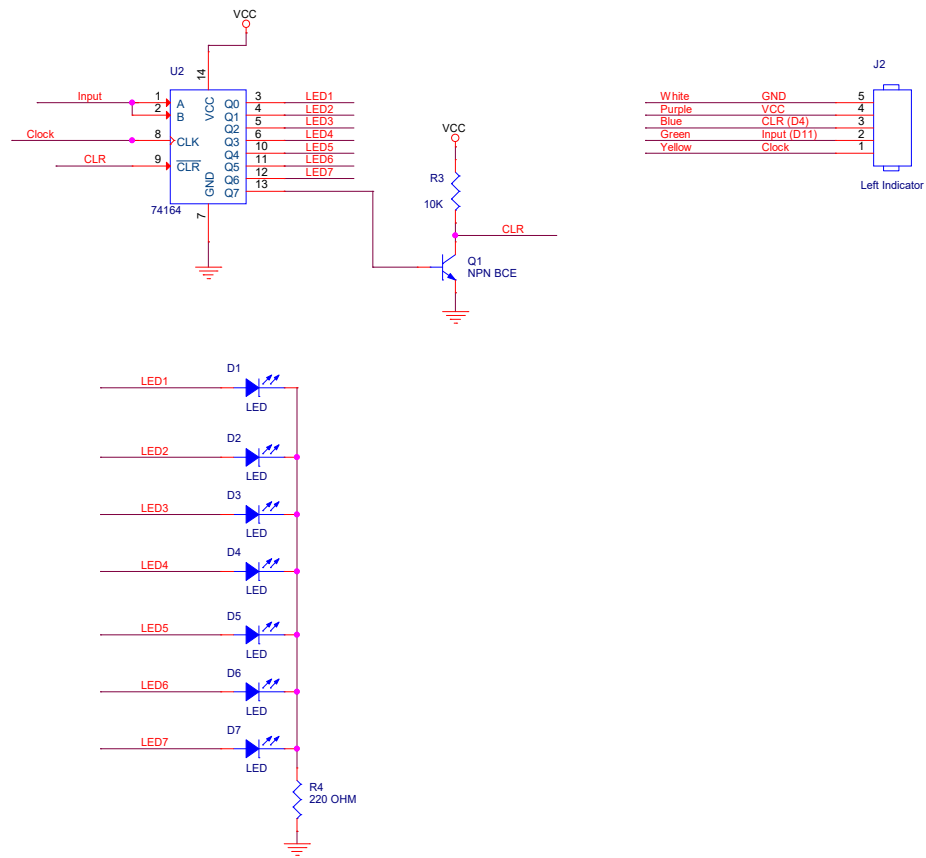 VCC
U2
14
Input
1
2
A
B
VCC
Q0
Q1
Q2
Q3
Q4
Q5
Q6
Q7
3
4
5
6
10
11
12
13
LED1
LED2
LED3
LED4
LED5
LED6
LED7
Clock
8
CLK
CLR
9
CLR
GND
74164
7
VCC
R3
10K
CLR
Q1
NPN BCE
J2
White GND 5
Purple VCC 4
Blue CLR (D4) 3
Green Input (D11) 2
Yellow Clock 1
Left Indicator
D1
LED1
LED
D2
LED2
LED
D3
LED3
LED
D4
LED4
LED
D5
LED5
LED
D6
LED6
LED
D7
LED7
LED
R4
220 OHM